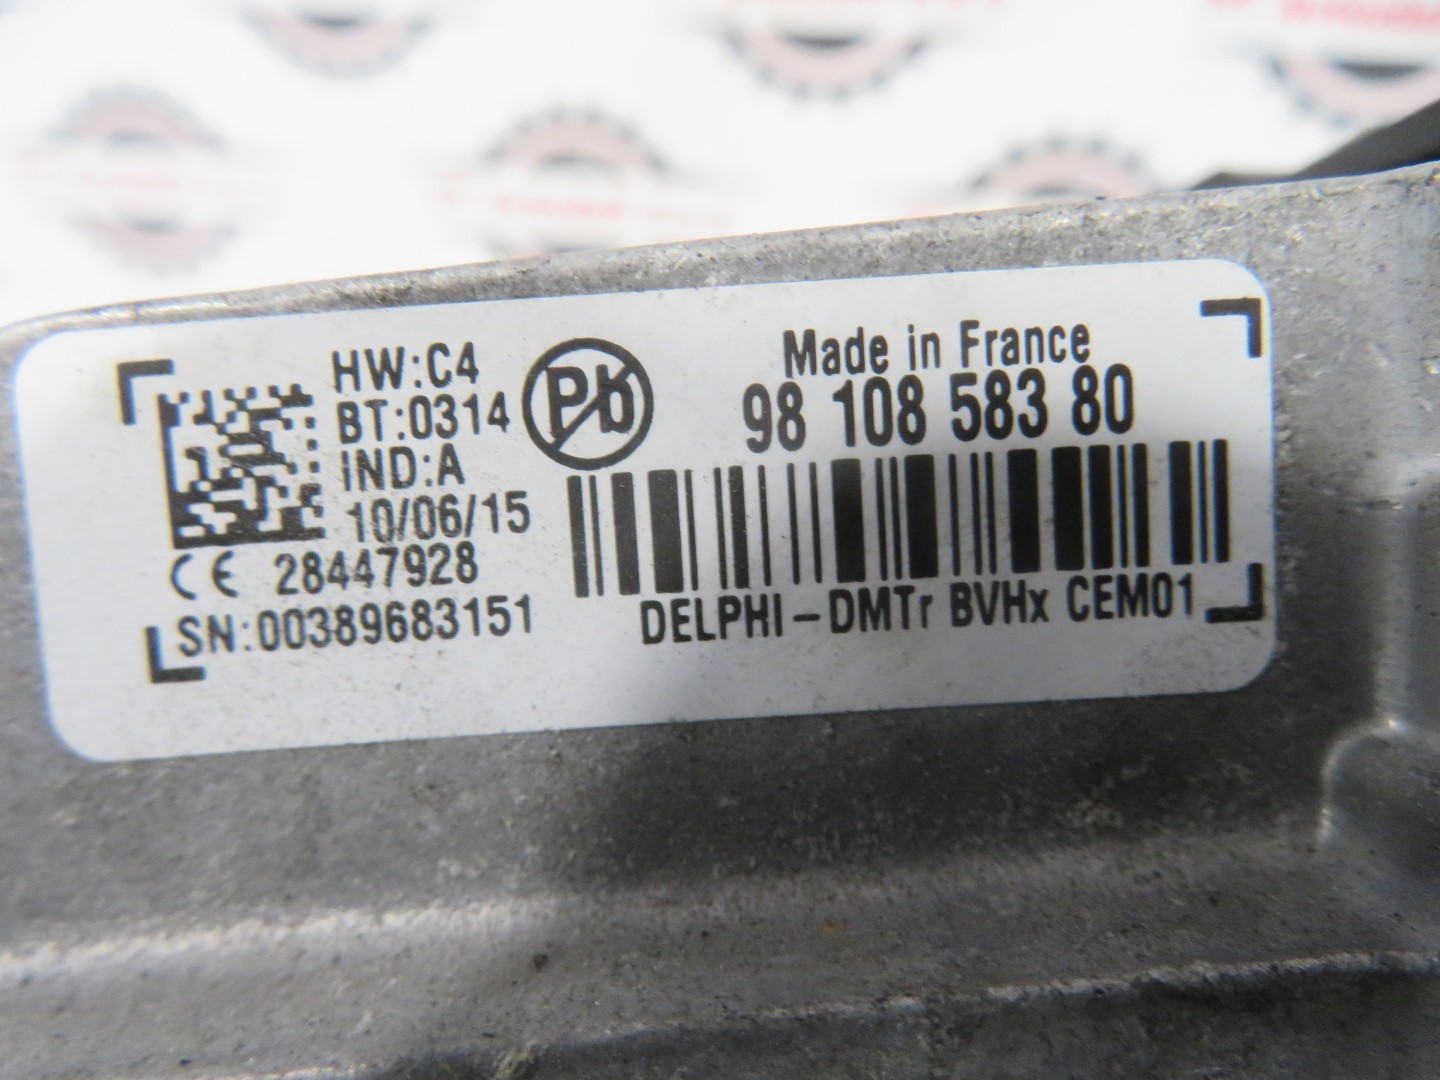 HW:C4
BT:0314
IND:A
10/06/15
CE 28447928
SN:00389683151
Pb
Made in France
98 108 583 80
DELPHI-DMTr BVHx CEM01